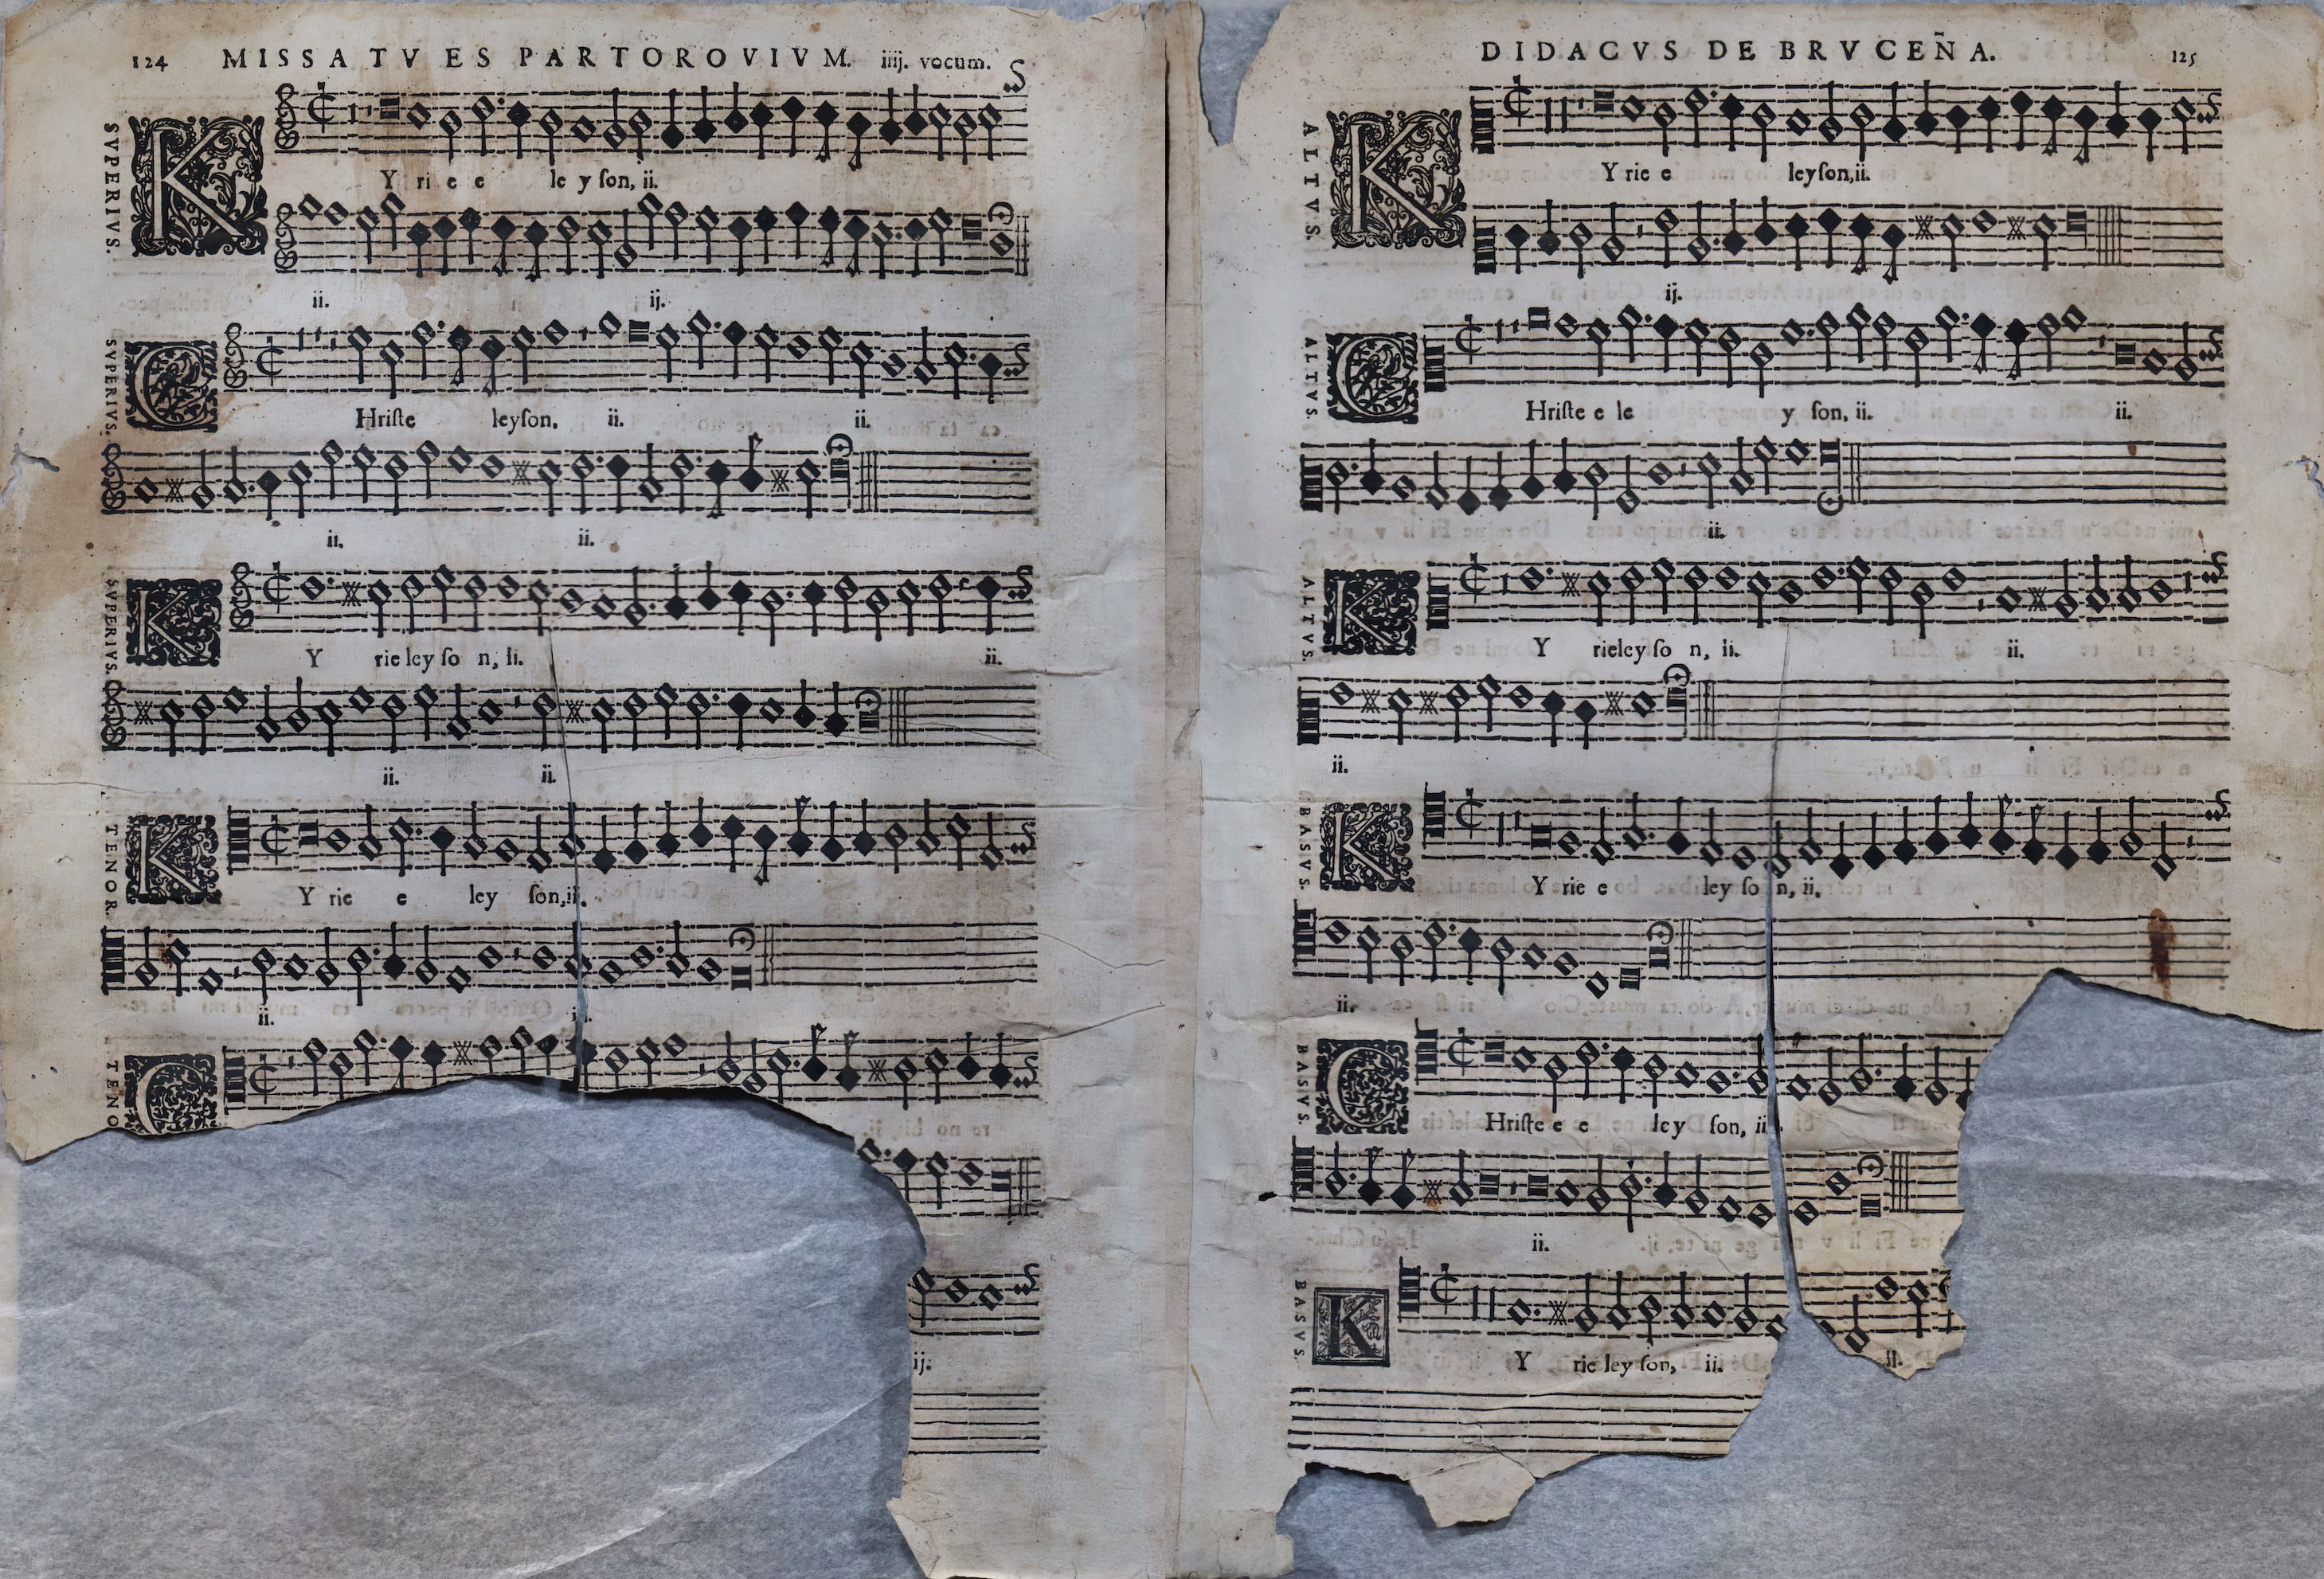 124 MISSA TV ES PARTOROVIVM. iiij. vocum.
SVPERIVS.
K
Y ri e e le y ſon, ii.
ii. ij.
SVPERIVS.
C
Hriſte leyſon, ii. ii.
ii. ii.
SVPERIVS.
K
Y rie ley ſo n, ii. ii.
ii. ii.
TENOR.
K
Y rie e ley ſon,ii.
ii.
TENO
C
ij.
DIDACVS DE BRVCEÑA. 125
ALTVS.
K
Y rie e leyſon,ii.
ij.
ALTVS.
C
Hriſte e le y ſon, ii. ii.
ii.
ALTVS.
K
Y rieley ſo n, ii. ii.
ii.
BASVS.
K
Y rie e ley ſo n, ii.
ii.
BASVS.
C
Hriſte e e ley ſon, ii.
ii.
BASVS.
K
Y rie ley ſon, ii. ii.